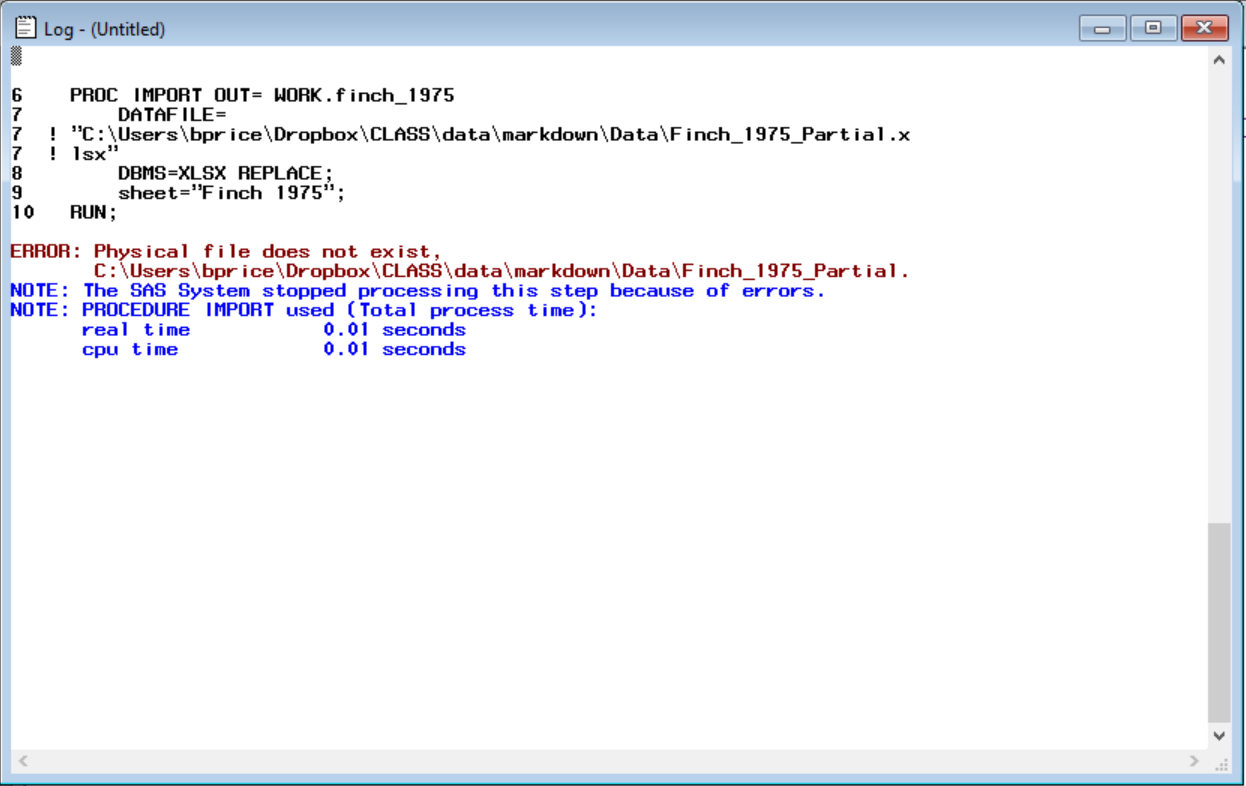 Log - (Untitled)
6     PROC IMPORT OUT= WORK.finch_1975
7         DATAFILE=
7   ! "C:\Users\bprice\Dropbox\CLASS\data\markdown\Data\Finch_1975_Partial.x
7   ! lsx"
8         DBMS=XLSX REPLACE;
9         sheet="Finch 1975";
10    RUN;
ERROR: Physical file does not exist,
       C:\Users\bprice\Dropbox\CLASS\data\markdown\Data\Finch_1975_Partial.
NOTE: The SAS System stopped processing this step because of errors.
NOTE: PROCEDURE IMPORT used (Total process time):
      real time           0.01 seconds
      cpu time            0.01 seconds